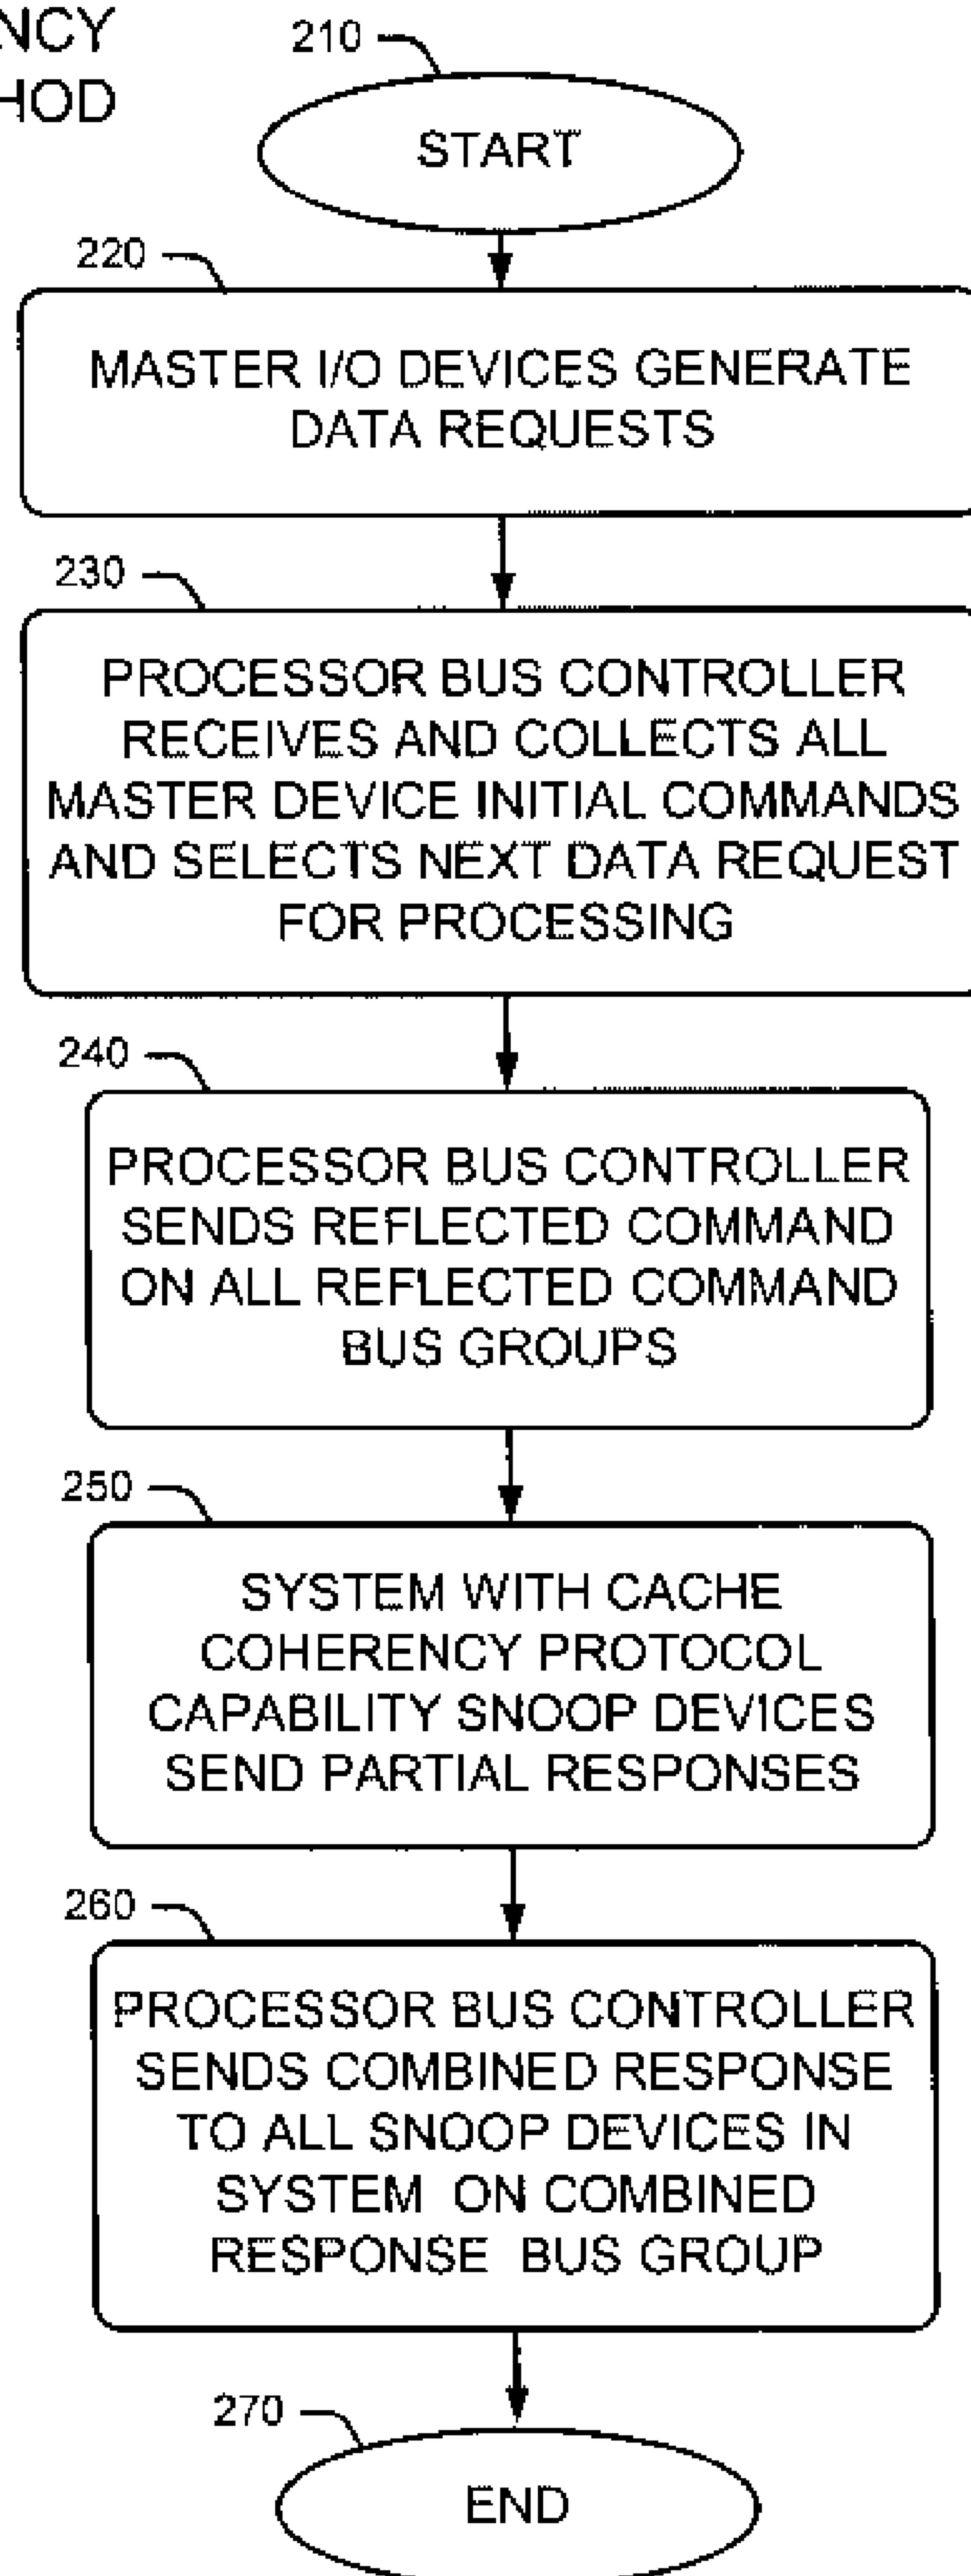 210
START
220
MASTER I/O DEVICES GENERATE
DATA REQUESTS
230
PROCESSOR BUS CONTROLLER
RECEIVES AND COLLECTS ALL
MASTER DEVICE INITIAL COMMANDS
AND SELECTS NEXT DATA REQUEST
FOR PROCESSING
240
PROCESSOR BUS CONTROLLER
SENDS REFLECTED COMMAND
ON ALL REFLECTED COMMAND
BUS GROUPS
250
SYSTEM WITH CACHE
COHERENCY PROTOCOL
CAPABILITY SNOOP DEVICES
SEND PARTIAL RESPONSES
260
PROCESSOR BUS CONTROLLER
SENDS COMBINED RESPONSE
TO ALL SNOOP DEVICES IN
SYSTEM ON COMBINED
RESPONSE BUS GROUP
270
END